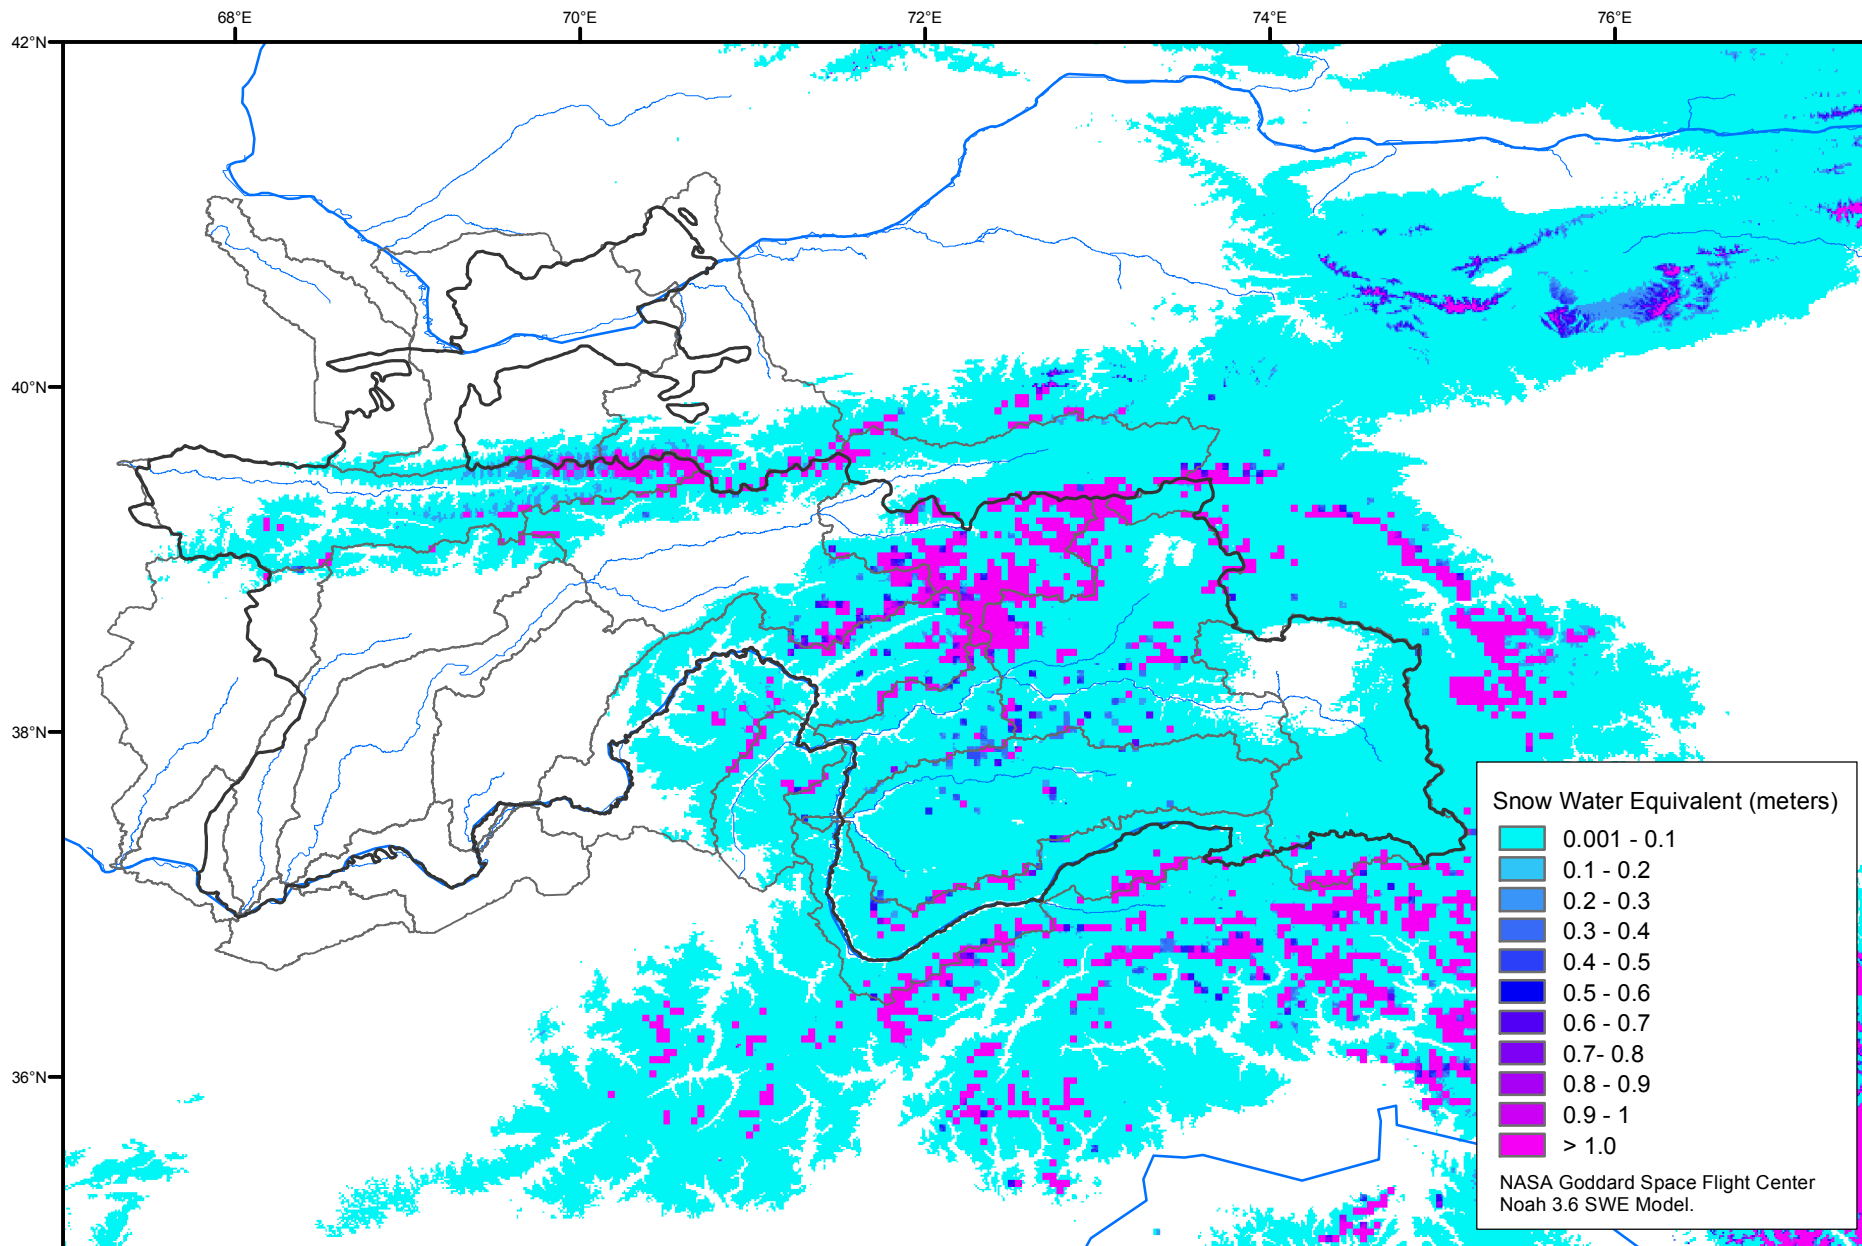 68°E
70°E
72°E
74°E
76°E
42°N
40°N
38°N
36°N
Snow Water Equivalent (meters)
0.001 - 0.1
0.1 - 0.2
0.2 - 0.3
0.3 - 0.4
0.4 - 0.5
0.5 - 0.6
0.6 - 0.7
0.7- 0.8
0.8 - 0.9
0.9 - 1
> 1.0
NASA Goddard Space Flight Center
Noah 3.6 SWE Model.